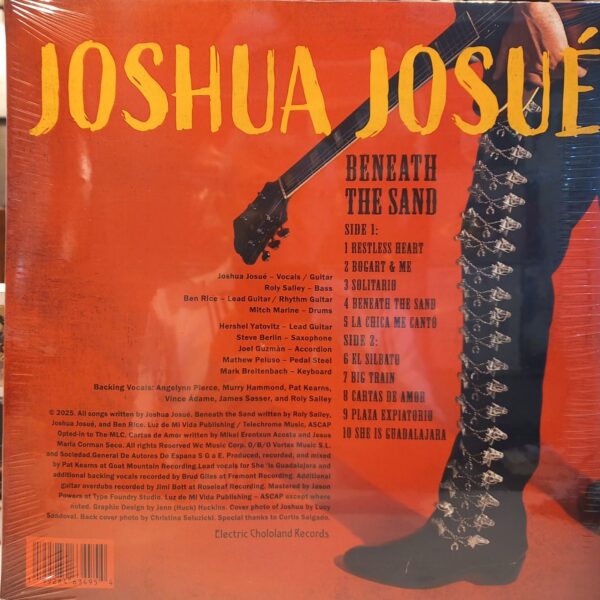 JOSHUA JOSUÉ
BENEATH
THE SAND
SIDE 1:
1 RESTLESS HEART
2 BOGART & ME
3 SOLITARIO
4 BENEATH THE SAND
5 LA CHICA ME CANTÓ
SIDE 2:
6 EL SILBATO
7 BIG TRAIN
8 CARTAS DE AMOR
9 PLAZA EXPIATORIO
10 SHE IS GUADALAJARA
Joshua Josué – Vocals / Guitar
Roly Salley – Bass
Ben Rice – Lead Guitar / Rhythm Guitar
Mitch Marine – Drums
Hershel Yatovitz – Lead Guitar
Steve Berlin – Saxophone
Joel Guzmán – Accordion
Mathew Peluso – Pedal Steel
Mark Breitenbach – Keyboard
Backing Vocals: Angelynn Pierce, Murry Hammond, Pat Kearns,
Vince Adame, James Sasser, and Roly Salley
© 2025. All songs written by Joshua Josué. Beneath the Sand written by Roly Salley,
Joshua Josué, and Ben Rice. Luz de Mi Vida Publishing / Telechrome Music, ASCAP
Opted-in To The MLC. Cartas de Amor written by Mikel Erentxun Acosta and Jesus
Maria Corman Seco. All rights Reserved Wc Music Corp. O/B/O Vortex Music S.L.
and Sociedad General De Autores De Espana S G a E. Produced, recorded, and mixed
by Pat Kearns at Goat Mountain Recording. Lead vocals for She is Guadalajara and
additional backing vocals recorded by Brud Giles at Fremont Recording. Additional
guitar overdubs recorded by Jimi Bott at Roseleaf Recording. Mastered by Jason
Powers at Type Foundry Studio. Luz de Mi Vida Publishing – ASCAP except where
noted. Graphic Design by Jenn (Huck) Huckins. Cover photo of Joshua by Lucy
Sandoval. Back cover photo by Christina Soluzicki. Special thanks to Curtis Salgado.
Electric Chololand Records